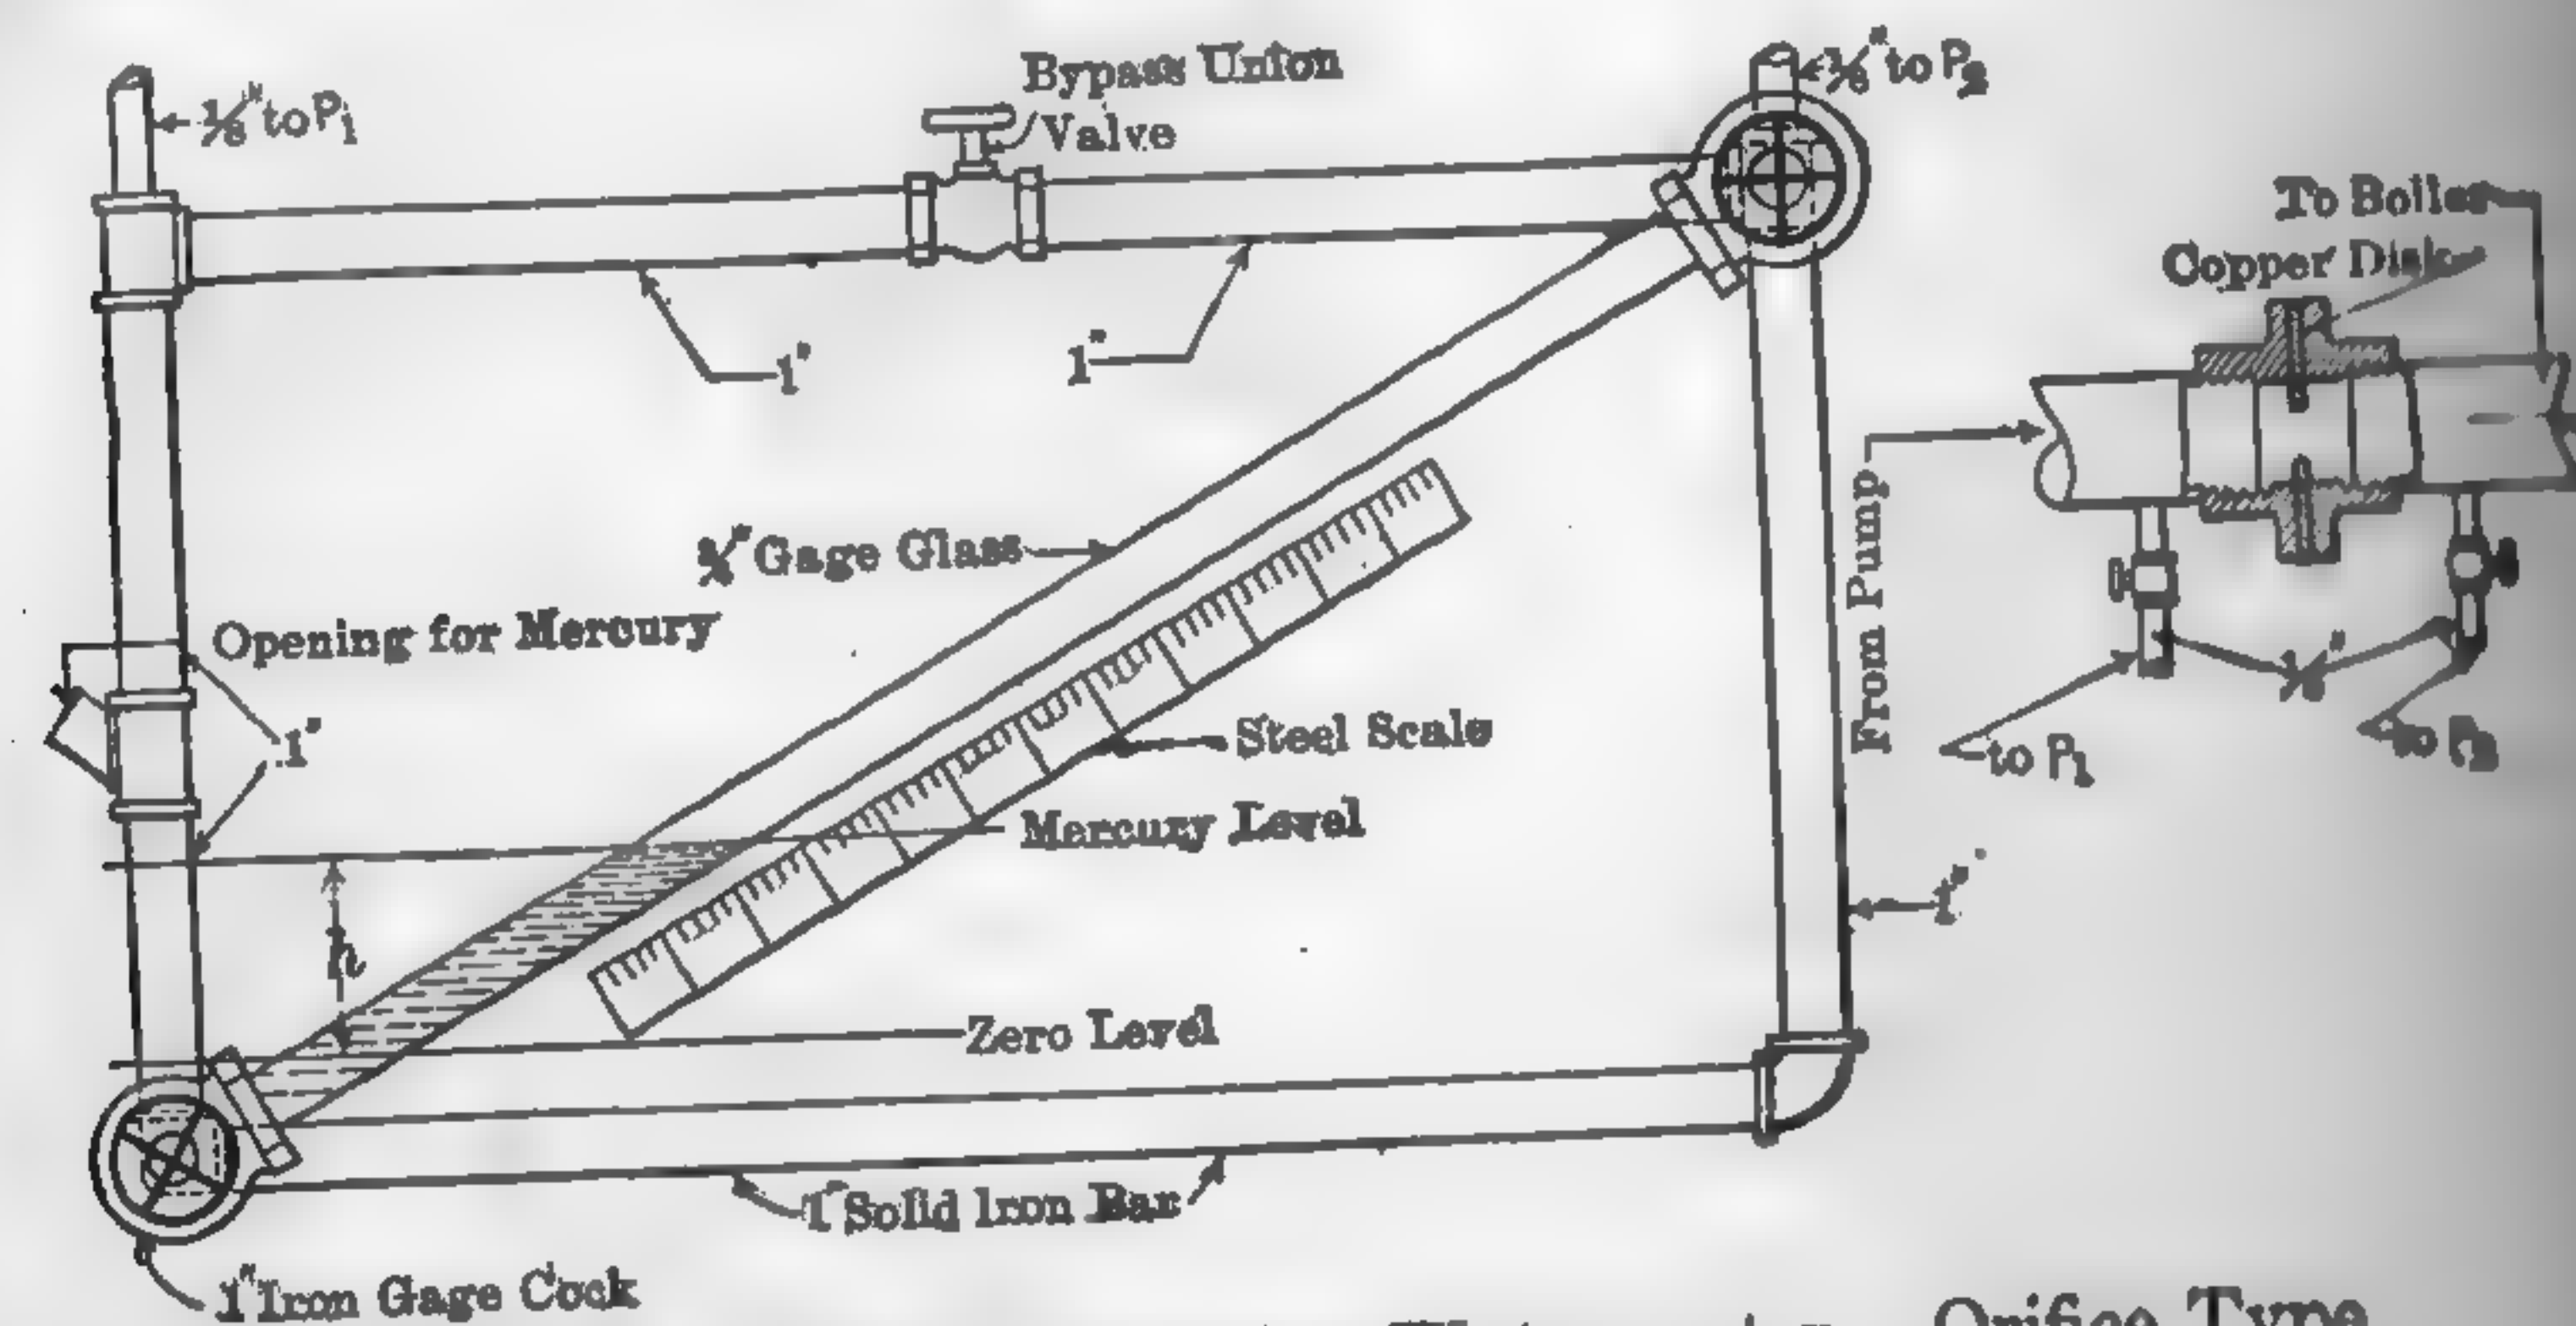 ⅛" to P₁
Bypass Union
Valve
⅛" to P₂
To Boiler
Copper Disk
1"
1"
¾" Gage Glass
From Pump
Opening for Mercury
1"
Steel Scale
⅛"
to P₁
to P₂
Mercury Level
1"
h
Zero Level
1" Solid Iron Bar
1" Iron Gage Cock
Orifice Type